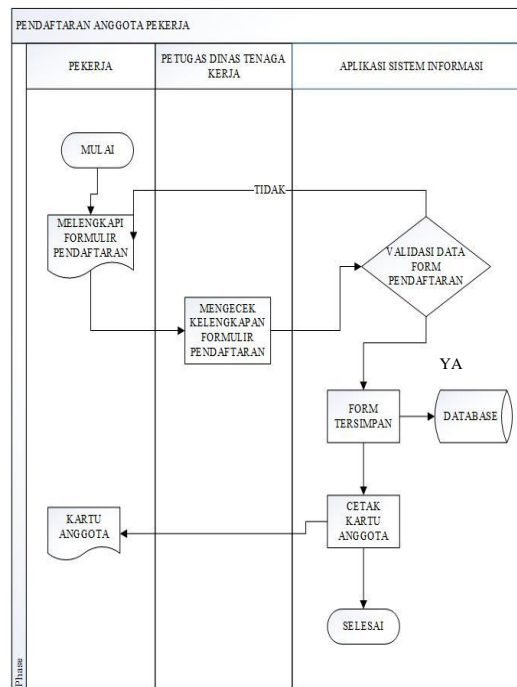 PENDAFTARAN ANGGOTA PEKERJA
PEKERJA
PETUGAS DINAS TENAGA
KERJA
APLIKASI SISTEM INFORMASI
MULAI
TIDAK
MELENGKAPI
FORMULIR
PENDAFTARAN
VALIDASI DATA
FORM
PENDAFTARAN
MENGECEK
KELENGKAPAN
FORMULIR
PENDAFTARAN
YA
FORM
TERSIMPAN
DATABASE
KARTU
ANGGOTA
CETAK
KARTU
ANGGOTA
SELESAI
Phase